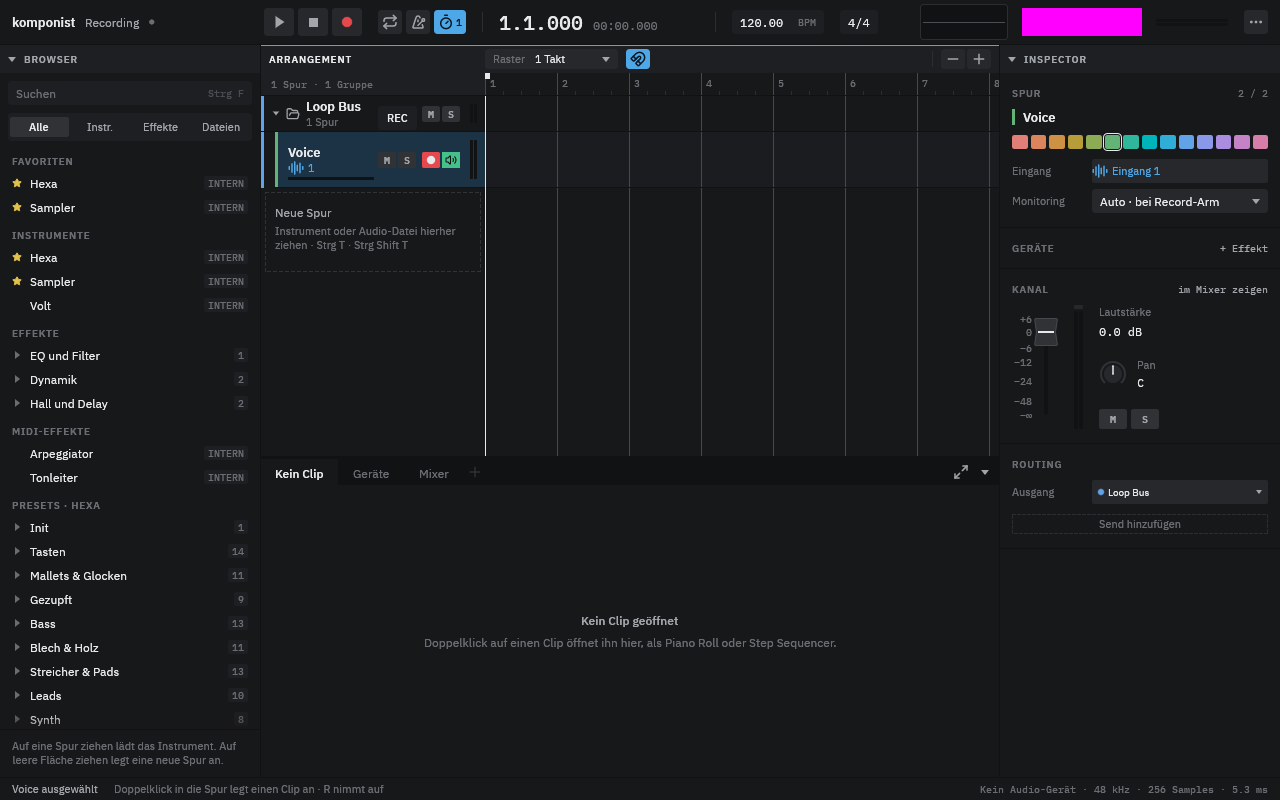 komponist Recording
1
1.1.000 00:00.000
120.00 BPM
4/4
BROWSER
Suchen Strg F
Alle Instr. Effekte Dateien
FAVORITEN
Hexa INTERN
Sampler INTERN
INSTRUMENTE
Hexa INTERN
Sampler INTERN
Volt INTERN
EFFEKTE
EQ und Filter 1
Dynamik 2
Hall und Delay 2
MIDI-EFFEKTE
Arpeggiator INTERN
Tonleiter INTERN
PRESETS · HEXA
Init 1
Tasten 14
Mallets & Glocken 11
Gezupft 9
Bass 13
Blech & Holz 11
Streicher & Pads 13
Leads 10
Synth 8
Auf eine Spur ziehen lädt das Instrument. Auf
leere Fläche ziehen legt eine neue Spur an.
ARRANGEMENT
Raster 1 Takt
1 Spur · 1 Gruppe
1 2 3 4 5 6 7 8
Loop Bus
1 Spur
REC M S
Voice
1
M S
Neue Spur
Instrument oder Audio-Datei hierher
ziehen · Strg T · Strg Shift T
Kein Clip Geräte Mixer
Kein Clip geöffnet
Doppelklick auf einen Clip öffnet ihn hier, als Piano Roll oder Step Sequencer.
INSPECTOR
SPUR 2 / 2
Voice
Eingang Eingang 1
Monitoring Auto · bei Record-Arm
GERÄTE + Effekt
KANAL im Mixer zeigen
+6
0
−6
−12
−24
−48
−∞
Lautstärke
0.0 dB
Pan
C
M S
ROUTING
Ausgang Loop Bus
Send hinzufügen
Voice ausgewählt Doppelklick in die Spur legt einen Clip an · R nimmt auf
Kein Audio-Gerät · 48 kHz · 256 Samples · 5.3 ms